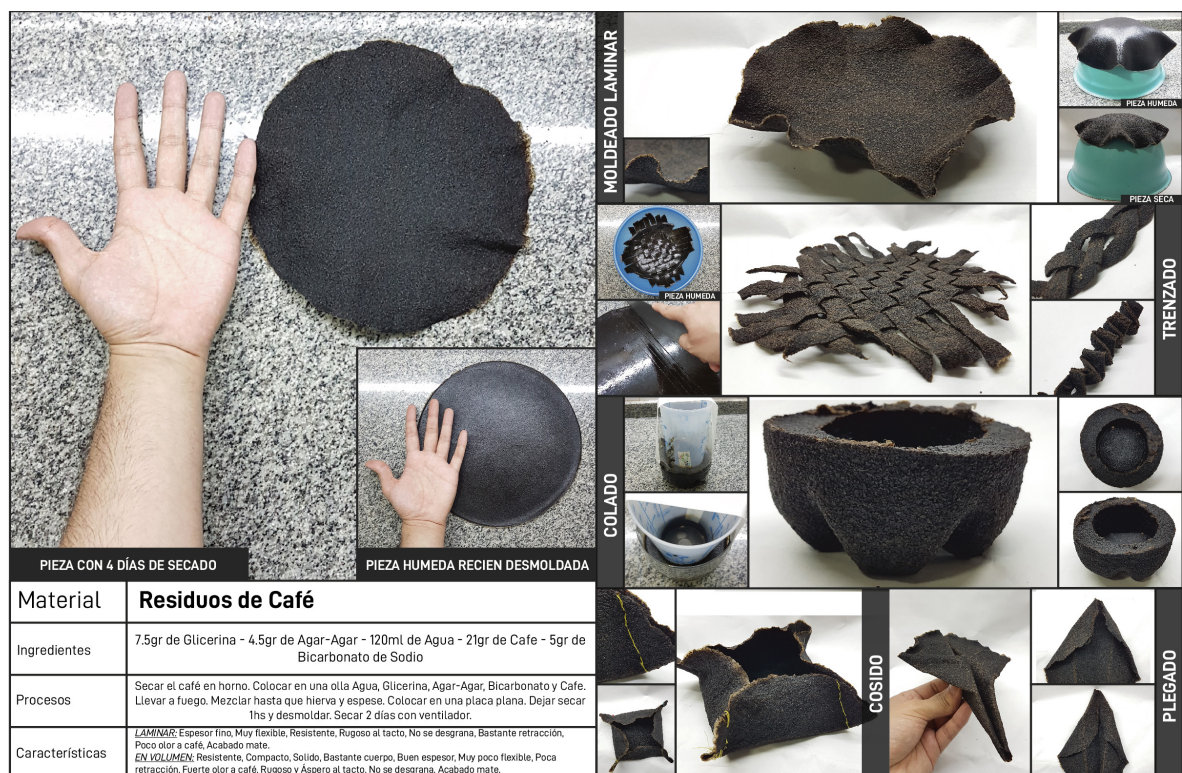 PIEZA CON 4 DÍAS DE SECADO
PIEZA HUMEDA RECIEN DESMOLDADA
Material
Residuos de Café
Ingredientes
7.5gr de Glicerina - 4.5gr de Agar-Agar - 120ml de Agua - 21gr de Cafe - 5gr de
Bicarbonato de Sodio
Procesos
Secar el café en horno. Colocar en una olla Agua, Glicerina, Agar-Agar, Bicarbonato y Cafe.
Llevar a fuego. Mezclar hasta que hierva y espese. Colocar en una placa plana. Dejar secar
1hs y desmoldar. Secar 2 días con ventilador.
Características
LAMINAR: Espesor fino, Muy flexible, Resistente, Rugoso al tacto, No se desgrana, Bastante retracción,
Poco olor a café, Acabado mate.
EN VOLUMEN: Resistente, Compacto, Solido, Bastante cuerpo, Buen espesor, Muy poco flexible, Poca
retracción, Fuerte olor a café, Rugoso y Áspero al tacto, No se desgrana, Acabado mate.
MOLDEADO LAMINAR
PIEZA HUMEDA
PIEZA SECA
PIEZA HUMEDA
TRENZADO
COLADO
COSIDO
PLEGADO